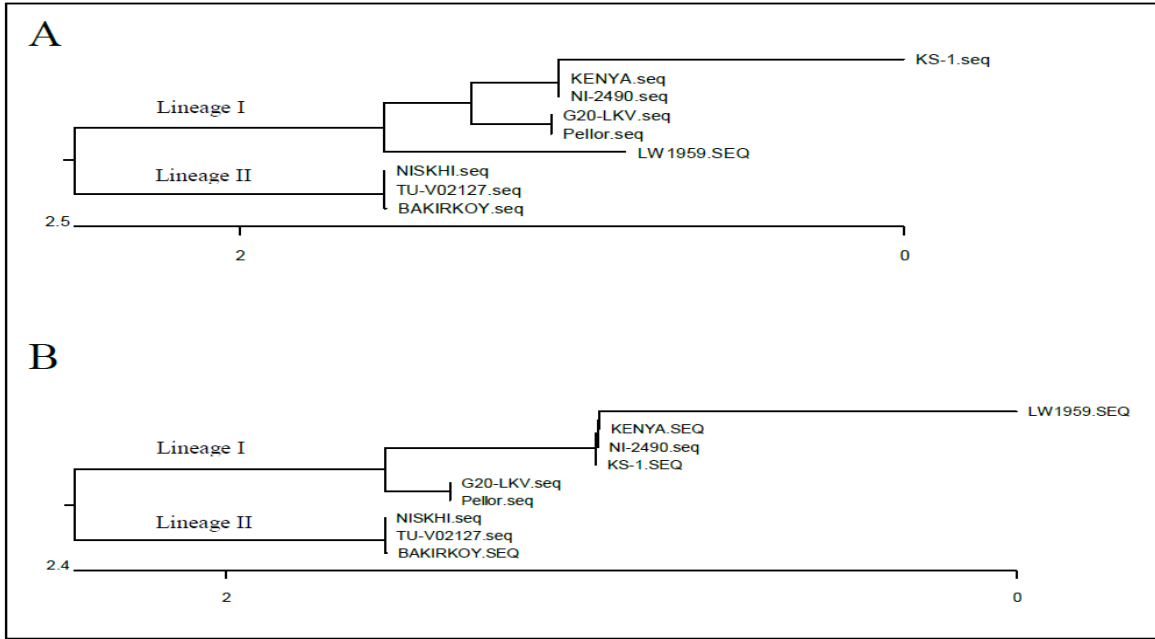 A
KS-1.seq
KENYA.seq
NI-2490.seq
Lineage I
G20-LKV.seq
Pellor.seq
LW1959.SEQ
NISKHI.seq
Lineage II
TU-V02127.seq
BAKIRKOY.seq
2.5
2 0
B
LW1959.SEQ
KENYA.SEQ
Lineage I
NI-2490.seq
KS-1.SEQ
G20-LKV.seq
Pellor.seq
NISKHI.seq
Lineage II
TU-V02127.seq
BAKIRKOY.SEQ
2.4
2 0